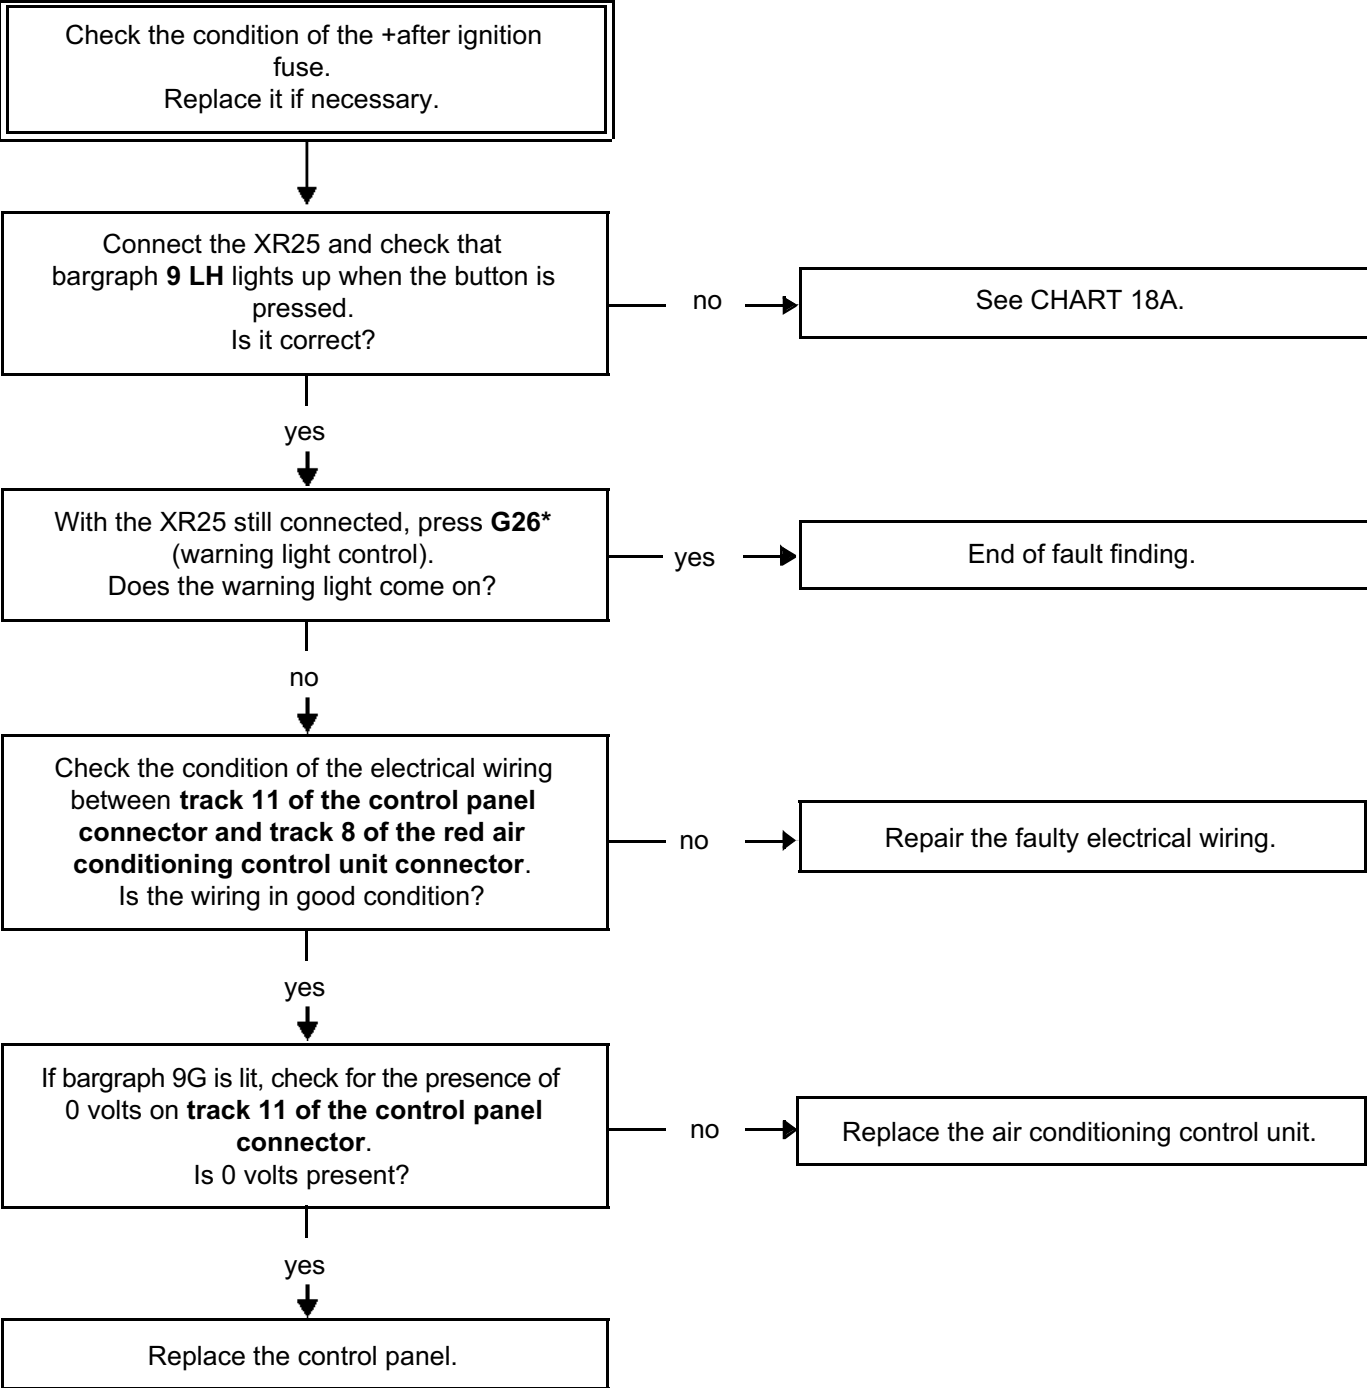 Check the condition of the +after ignition
fuse.
Replace it if necessary.
Connect the XR25 and check that
bargraph 9 LH lights up when the button is
pressed.
Is it correct?
no
See CHART 18A.
yes
With the XR25 still connected, press G26*
(warning light control).
Does the warning light come on?
yes
End of fault finding.
no
Check the condition of the electrical wiring
between track 11 of the control panel
connector and track 8 of the red air
conditioning control unit connector.
Is the wiring in good condition?
no
Repair the faulty electrical wiring.
yes
If bargraph 9G is lit, check for the presence of
0 volts on track 11 of the control panel
connector.
Is 0 volts present?
no
Replace the air conditioning control unit.
yes
Replace the control panel.